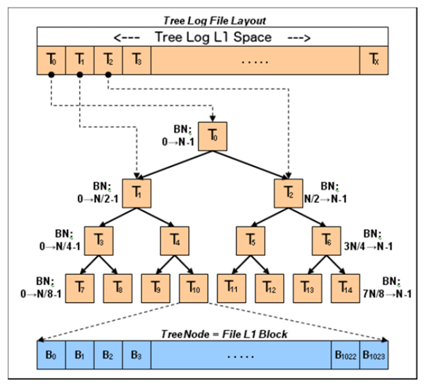 Tree Log File Layout
<--- Tree Log L1 Space --->
T0 T1 T2 T3 ..... Tx
T0
BN:
0→N-1
BN:
0→N/2-1
T1
T2
BN:
N/2→N-1
BN:
0→N/4-1
T3 T4 T5 T6
BN:
3N/4→N-1
BN:
0→N/8-1
T7 T8 T9 T10 T11 T12 T13 T14
BN:
7N/8→N-1
TreeNode = File L1 Block
B0 B1 B2 B3 ..... B1022 B1023